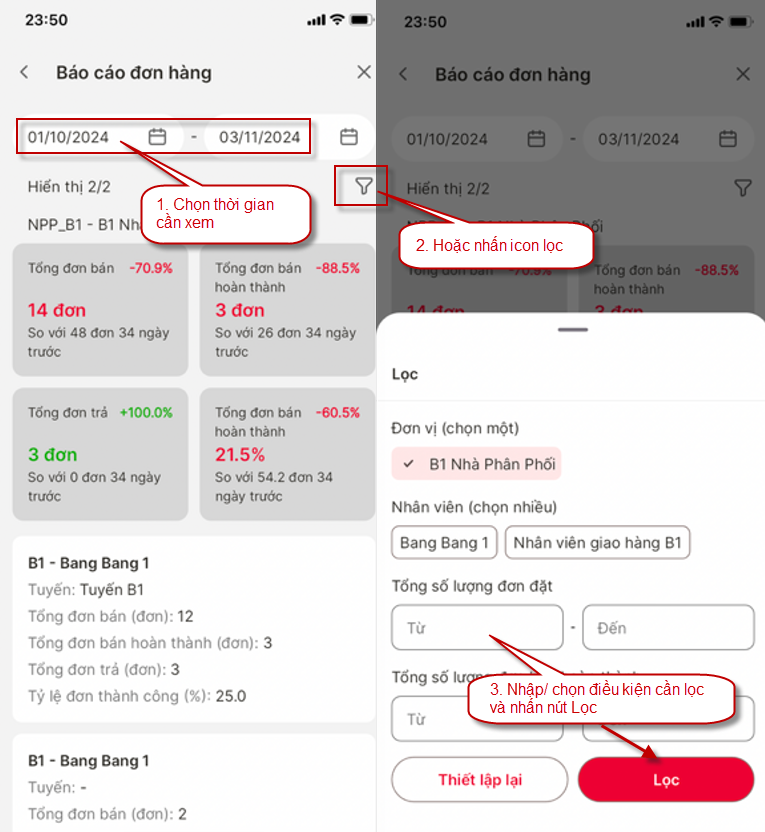 23:50
Báo cáo đơn hàng
01/10/2024 - 03/11/2024
Hiển thị 2/2
1. Chọn thời gian
cần xem
NPP_B1 - B1 Nhà
Tổng đơn bán -70.9%
14 đơn
So với 48 đơn 34 ngày
trước
Tổng đơn bán -88.5%
hoàn thành
3 đơn
So với 26 đơn 34 ngày
trước
Tổng đơn trả +100.0%
3 đơn
So với 0 đơn 34 ngày
trước
Tổng đơn bán -60.5%
hoàn thành
21.5%
So với 54.2 đơn 34
ngày trước
B1 - Bang Bang 1
Tuyến: Tuyến B1
Tổng đơn bán (đơn): 12
Tổng đơn bán hoàn thành (đơn): 3
Tổng đơn trả (đơn): 3
Tỷ lệ đơn thành công (%): 25.0
B1 - Bang Bang 1
Tuyến: -
Tổng đơn bán (đơn): 2
23:50
Báo cáo đơn hàng
01/10/2024 - 03/11/2024
Hiển thị 2/2
2. Hoặc nhấn icon lọc
Phối
Tổng đơn bán -70.9%
14 đơn
Tổng đơn bán -88.5%
hoàn thành
3 đơn
Lọc
Đơn vị (chọn một)
B1 Nhà Phân Phối
Nhân viên (chọn nhiều)
Bang Bang 1
Nhân viên giao hàng B1
Tổng số lượng đơn đặt
Từ - Đến
Tổng số lượng
3. Nhập/ chọn điều kiện cần lọc
và nhấn nút Lọc
Từ
Thiết lập lại
Lọc